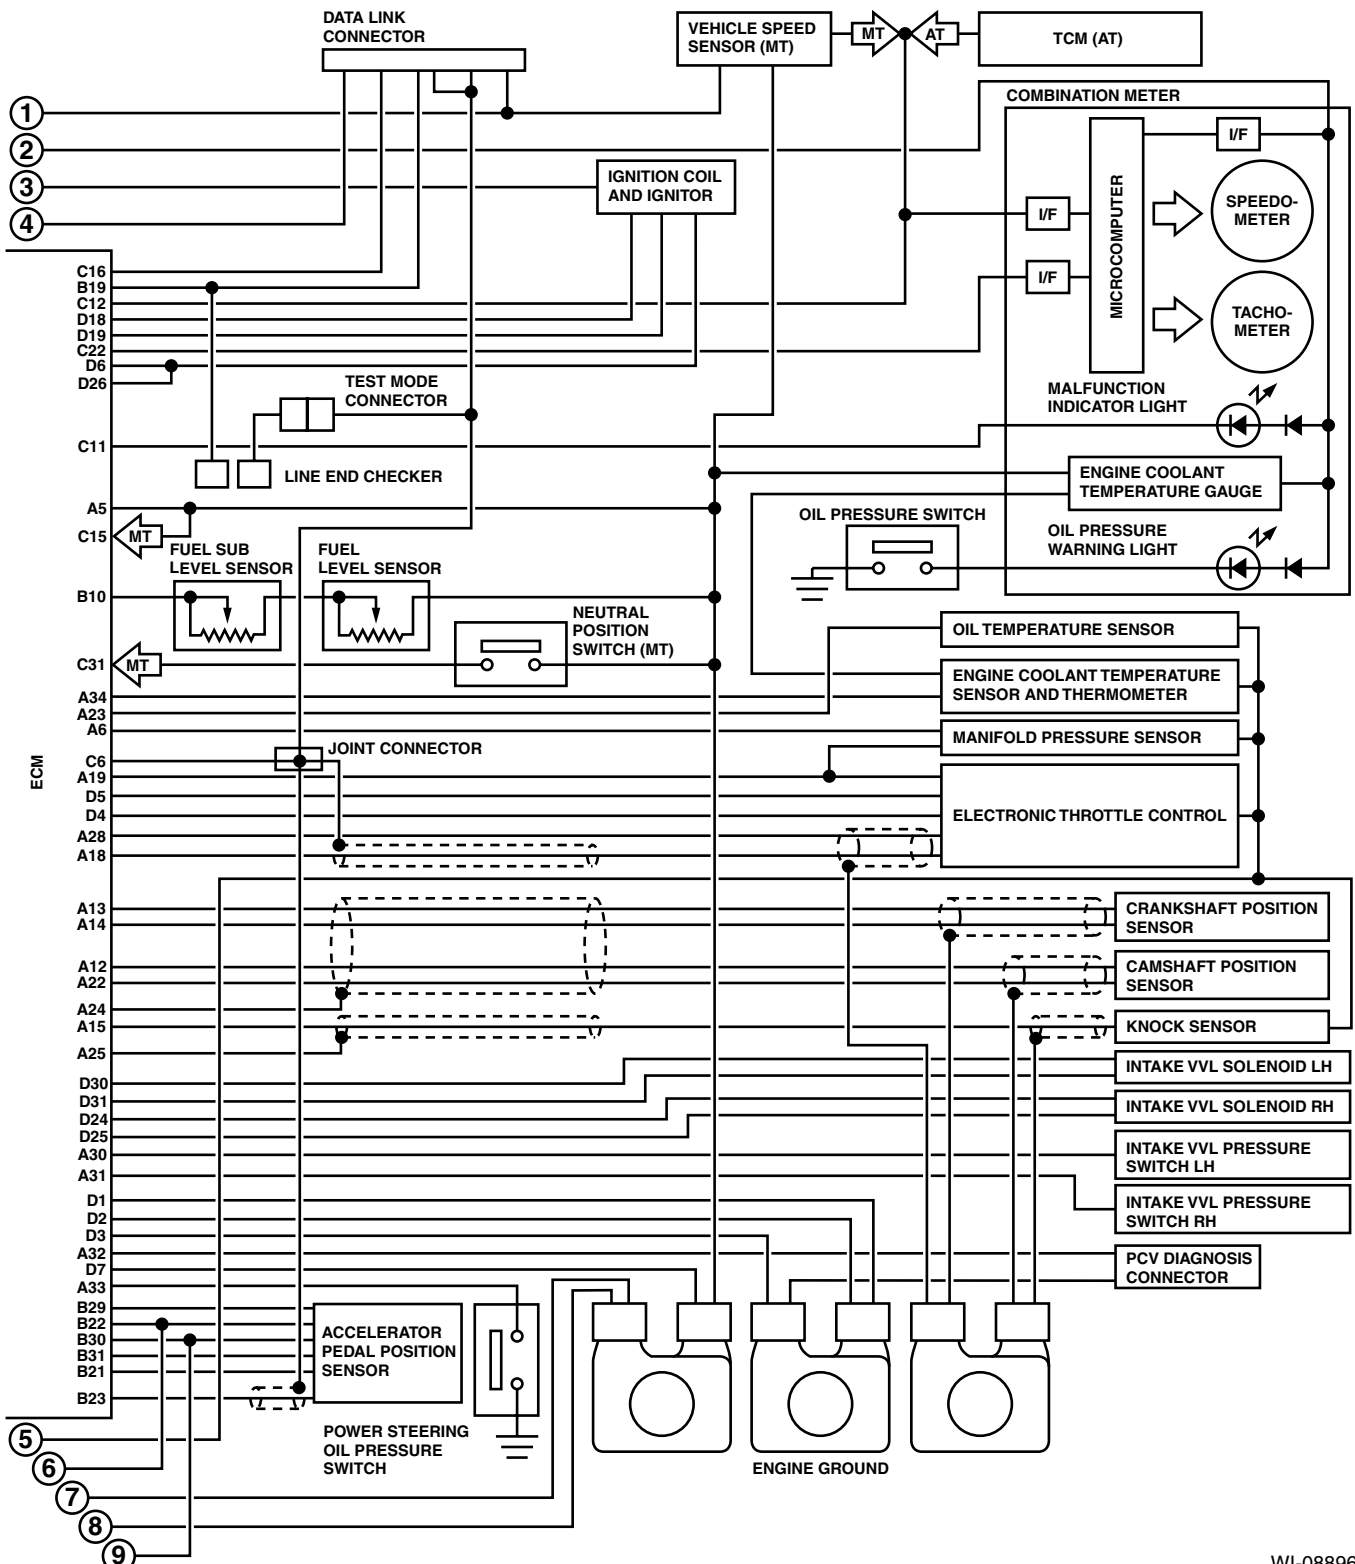 DATA LINK
CONNECTOR
VEHICLE SPEED
SENSOR (MT)
MT
AT
TCM (AT)
COMBINATION METER
1
2
3
4
IGNITION COIL
AND IGNITOR
I/F
I/F
I/F
MICROCOMPUTER
SPEEDO-
METER
TACHO-
METER
C16
B19
C12
D18
D19
C22
D6
D26
TEST MODE
CONNECTOR
MALFUNCTION
INDICATOR LIGHT
C11
LINE END CHECKER
ENGINE COOLANT
TEMPERATURE GAUGE
A5
C15
MT
OIL PRESSURE SWITCH
OIL PRESSURE
WARNING LIGHT
FUEL SUB
LEVEL SENSOR
FUEL
LEVEL SENSOR
B10
NEUTRAL
POSITION
SWITCH (MT)
C31
MT
OIL TEMPERATURE SENSOR
ENGINE COOLANT TEMPERATURE
SENSOR AND THERMOMETER
A34
A23
A6
MANIFOLD PRESSURE SENSOR
JOINT CONNECTOR
ECM
C6
A19
D5
D4
A28
A18
ELECTRONIC THROTTLE CONTROL
A13
A14
CRANKSHAFT POSITION
SENSOR
A12
A22
CAMSHAFT POSITION
SENSOR
A24
A15
A25
KNOCK SENSOR
D30
D31
D24
D25
A30
A31
INTAKE VVL SOLENOID LH
INTAKE VVL SOLENOID RH
INTAKE VVL PRESSURE
SWITCH LH
INTAKE VVL PRESSURE
SWITCH RH
D1
D2
D3
A32
D7
A33
PCV DIAGNOSIS
CONNECTOR
B29
B22
B30
B31
B21
B23
ACCELERATOR
PEDAL POSITION
SENSOR
POWER STEERING
OIL PRESSURE
SWITCH
ENGINE GROUND
5
6
7
8
9
WI-08896